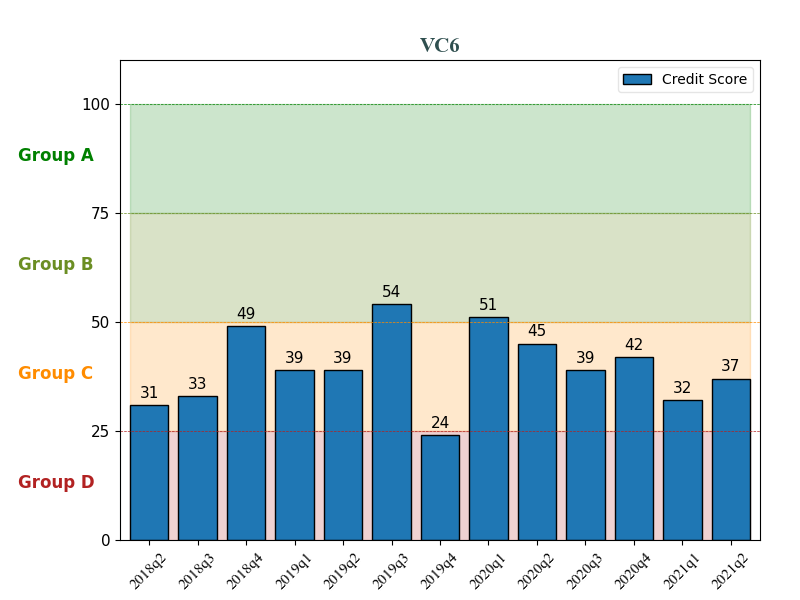 VC6
Credit Score
100
Group A
75
Group B
50
Group C
25
Group D
0
31
33
49
39
39
54
24
51
45
39
42
32
37
2018q2
2018q3
2018q4
2019q1
2019q2
2019q3
2019q4
2020q1
2020q2
2020q3
2020q4
2021q1
2021q2